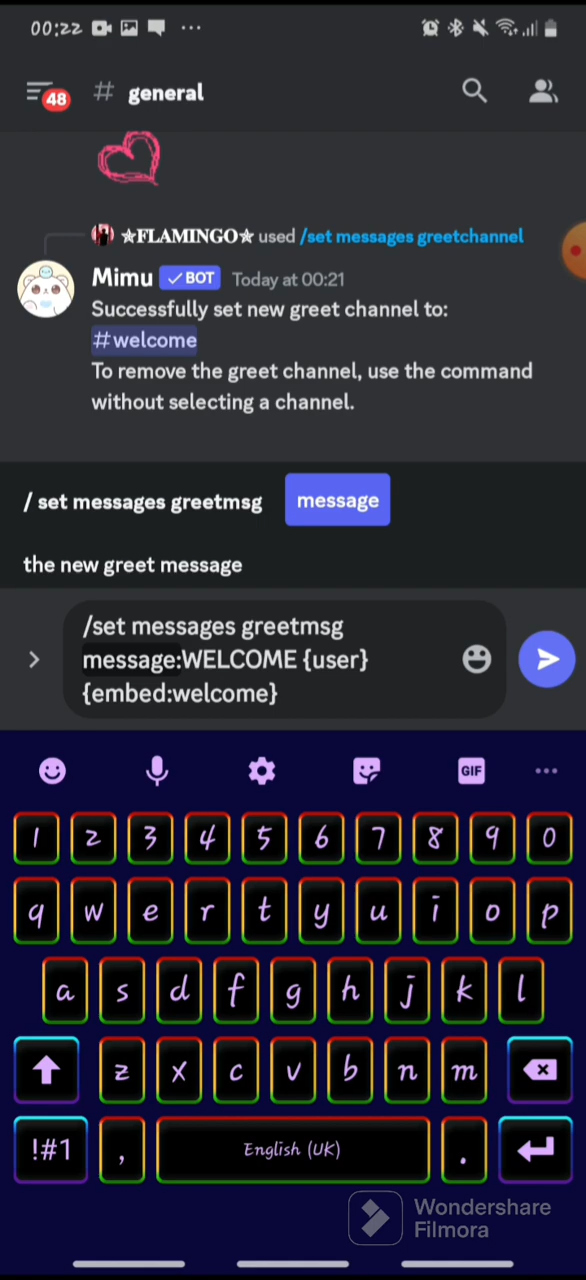 00:22
48
# general
✯FLAMINGO✯ used /set messages greetchannel
Mimu ✓ BOT Today at 00:21
Successfully set new greet channel to:
#welcome
To remove the greet channel, use the command
without selecting a channel.
/ set messages greetmsg message
the new greet message
/set messages greetmsg
message:WELCOME {user}
{embed:welcome}
GIF
1 2 3 4 5 6 7 8 9 0
q w e r t y u i o p
a s d f g h j k l
z x c v b n m
!#1 , English (UK) .
Wondershare
Filmora